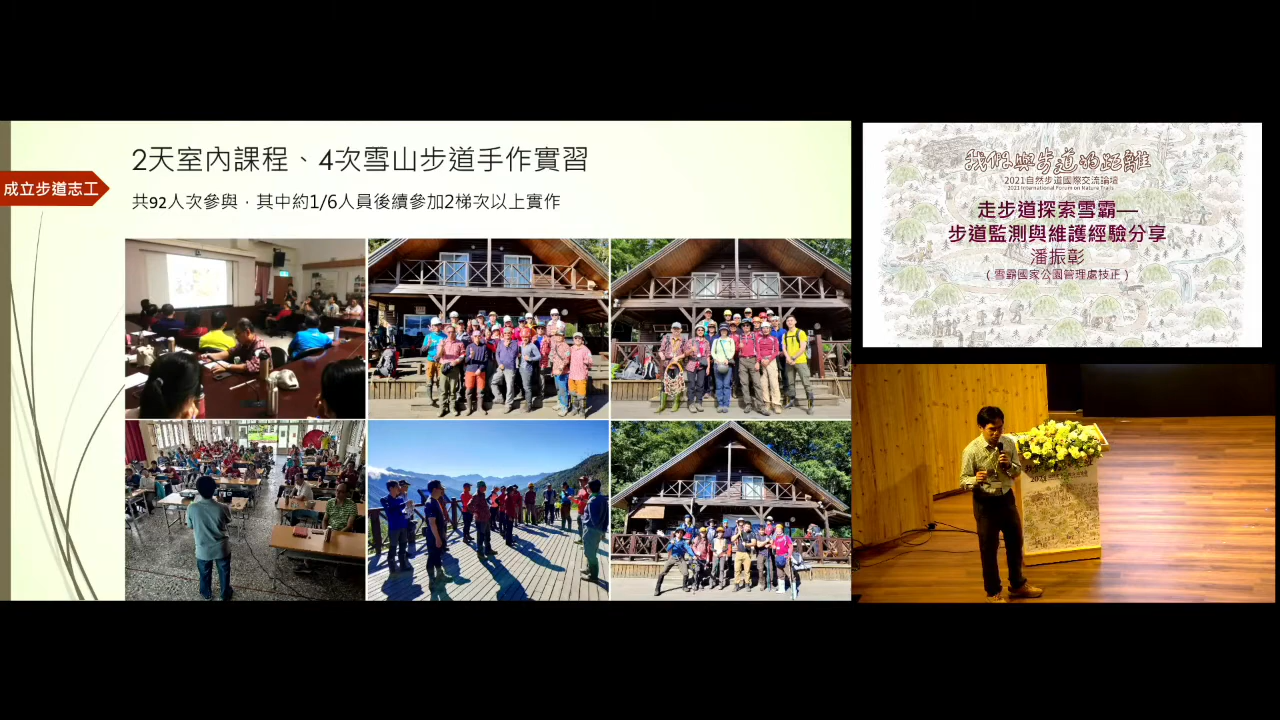 2天室內課程、4次雪山步道手作實習
成立步道志工
共92人次參與，其中約1/6人員後續參加2梯次以上實作
我們與步道的距離
2021自然步道國際交流論壇
2021 International Forum on Nature Trails
走步道探索雪霸—
步道監測與維護經驗分享
潘振彰
（雪霸國家公園管理處技正）